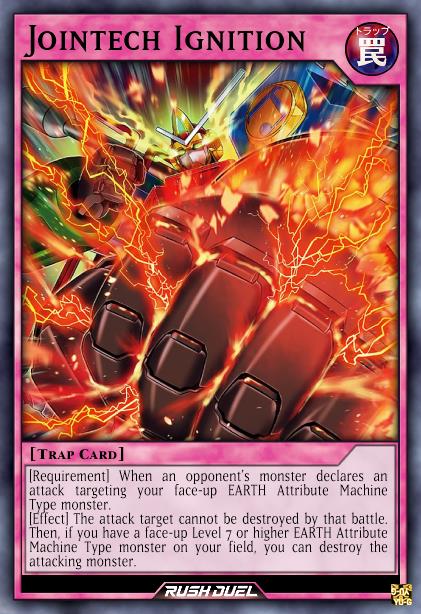 Jointech Ignition
トラップ
罠
[Trap Card]
[Requirement] When an opponent's monster declares an
attack targeting your face-up EARTH Attribute Machine
Type monster.
[Effect] The attack target cannot be destroyed by that battle.
Then, if you have a face-up Level 7 or higher EARTH Attribute
Machine Type monster on your field, you can destroy the
attacking monster.
RUSH DUEL